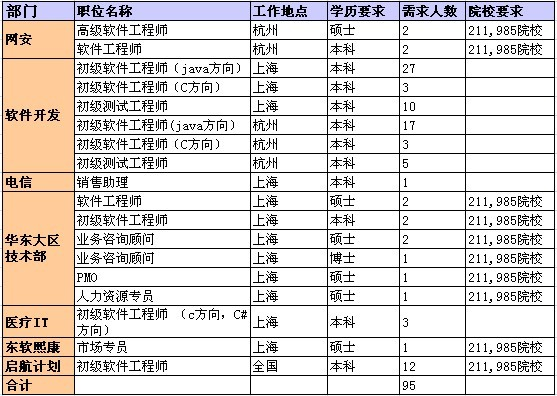 部门 职位名称 工作地点 学历要求 需求人数 院校要求
网安 高级软件工程师 杭州 硕士 2 211,985院校
软件工程师 杭州 本科 2 211,985院校
软件开发 初级软件工程师（java方向） 上海 本科 27
初级软件工程师（C方向） 上海 本科 3
初级测试工程师 上海 本科 10
初级软件工程师(java方向） 杭州 本科 17
初级软件工程师（C方向） 杭州 本科 3
初级测试工程师 杭州 本科 5
电信 销售助理 上海 本科 1
华东大区技术部 软件工程师 上海 硕士 2 211,985院校
初级软件工程师 上海 本科 2 211,985院校
业务咨询顾问 上海 硕士 2 211,985院校
业务咨询顾问 上海 博士 1 211,985院校
PMO 上海 硕士 1 211,985院校
人力资源专员 上海 硕士 1 211,985院校
医疗IT 初级软件工程师 （c方向，C#
方向） 上海 本科 3
东软熙康 市场专员 上海 硕士 1 211,985院校
启航计划 初级软件工程师 全国 本科 12 211,985院校
合计 95